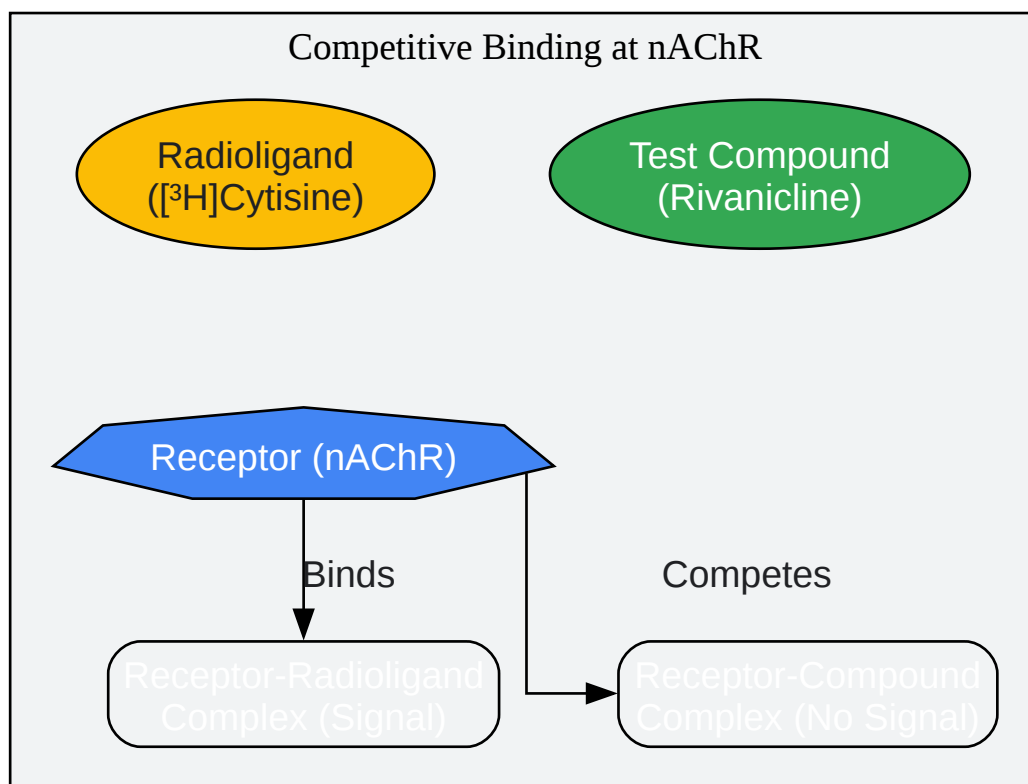 Competitive Binding at nAChR
Radioligand
([³H]Cytisine)
Test Compound
(Rivanicline)
Receptor (nAChR)
Binds
Competes
Receptor-Radioligand
Complex (Signal)
Receptor-Compound
Complex (No Signal)